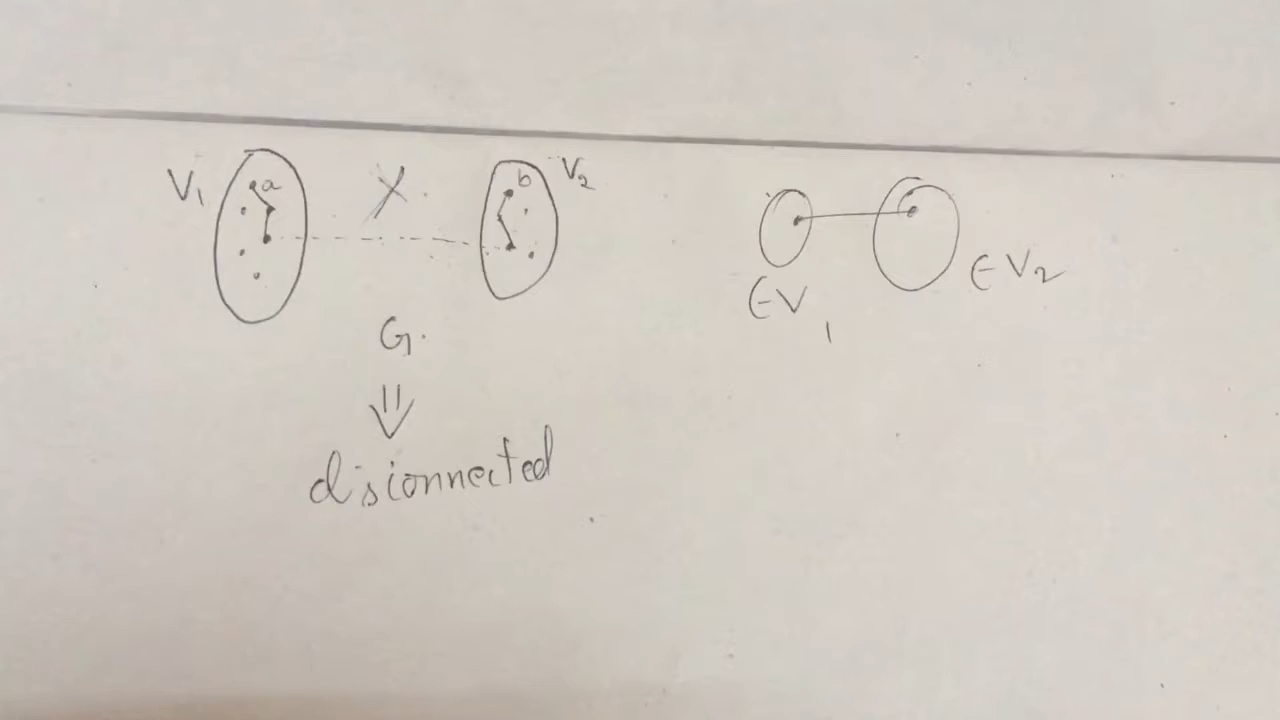 V₁ a X b V₂
G.
⇓
disconnected
∈V₁
∈V₂